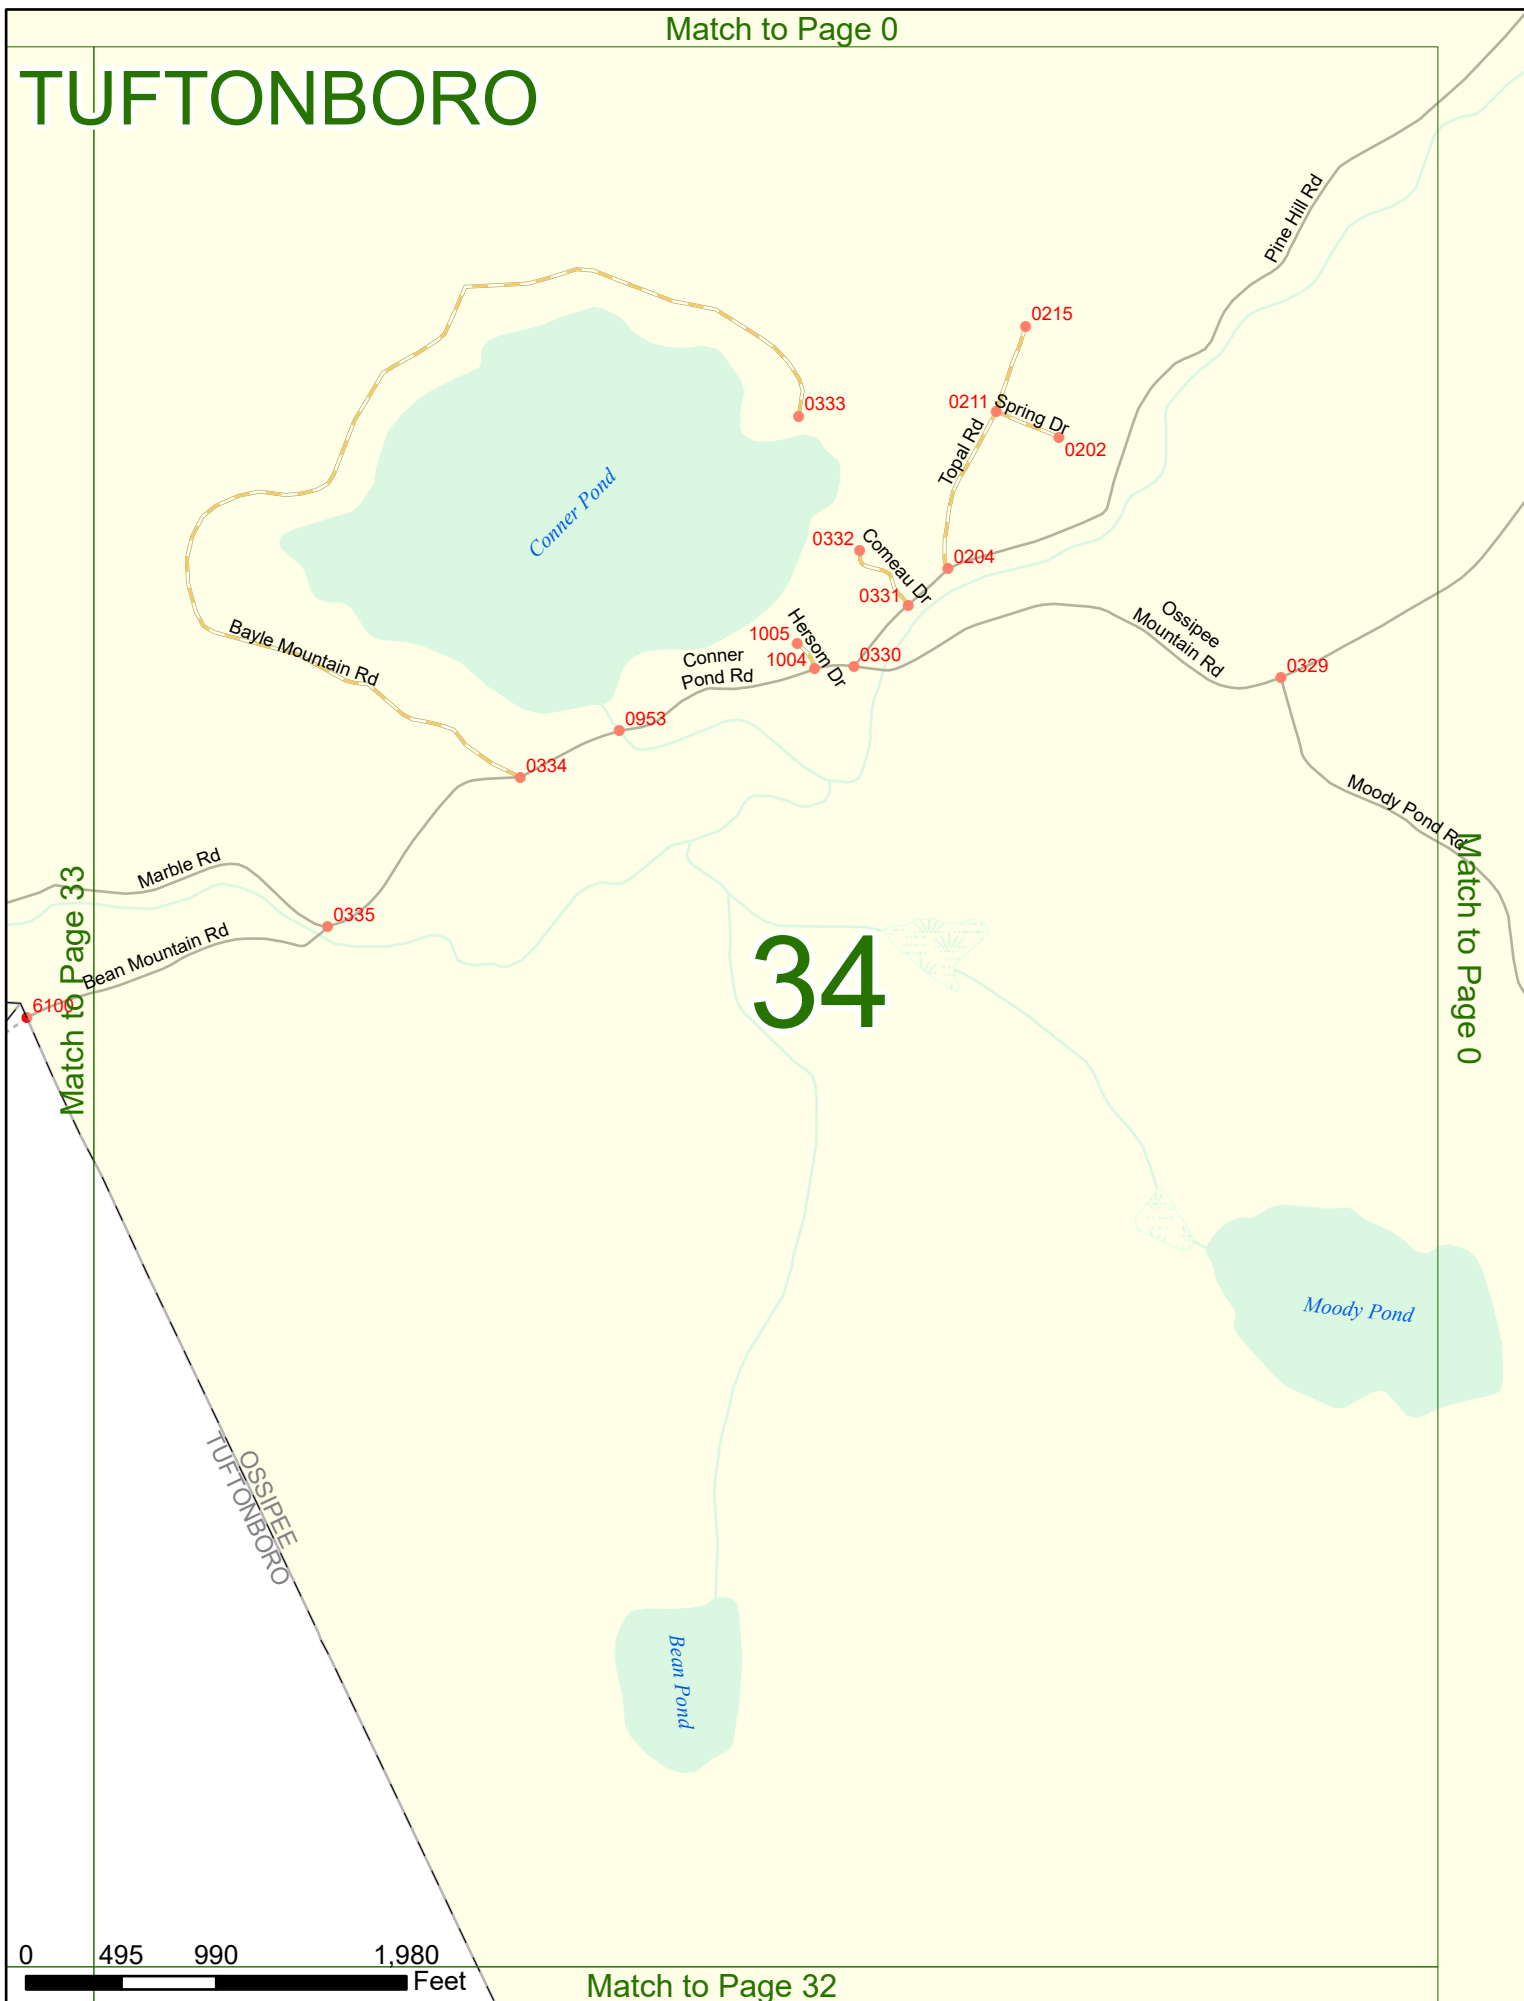 Match to Page 0
TUFTONBORO
Pine Hill Rd
0215
0333
0211
Spring Dr
0202
Topal Rd
Conner Pond
0332
Comeau Dr
0204
0331
Bayle Mountain Rd
1005
Hersom Dr
1004
0330
Conner
Pond Rd
Ossipee
Mountain Rd
0329
0953
0334
Moody Pond Rd
Marble Rd
0335
Bean Mountain Rd
Match to Page 33
6100
34
Match to Page 0
Moody Pond
OSSIPEE
TUFTONBORO
Bean Pond
0 495 990 1,980
Feet
Match to Page 32